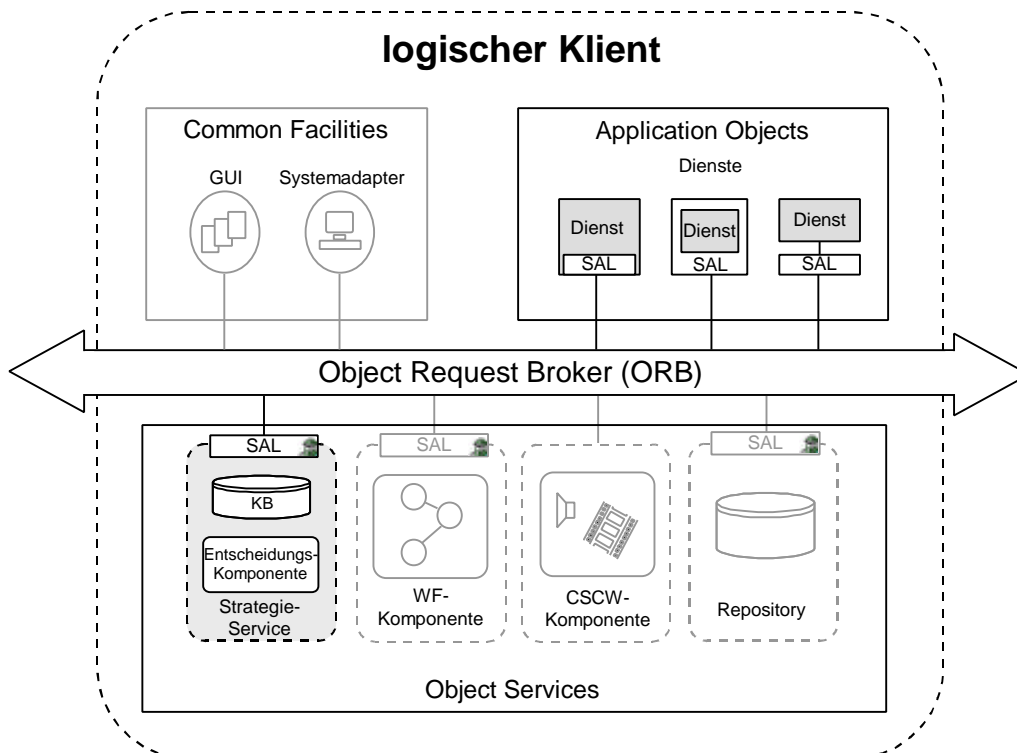 logischer Klient
Common Facilities
GUI
Systemadapter
Application Objects
Dienste
Dienst
SAL
Dienst
SAL
Dienst
SAL
Object Request Broker (ORB)
SAL
KB
Entscheidungs-
Komponente
Strategie-
Service
SAL
WF-
Komponente
CSCW-
Komponente
SAL
Repository
Object Services